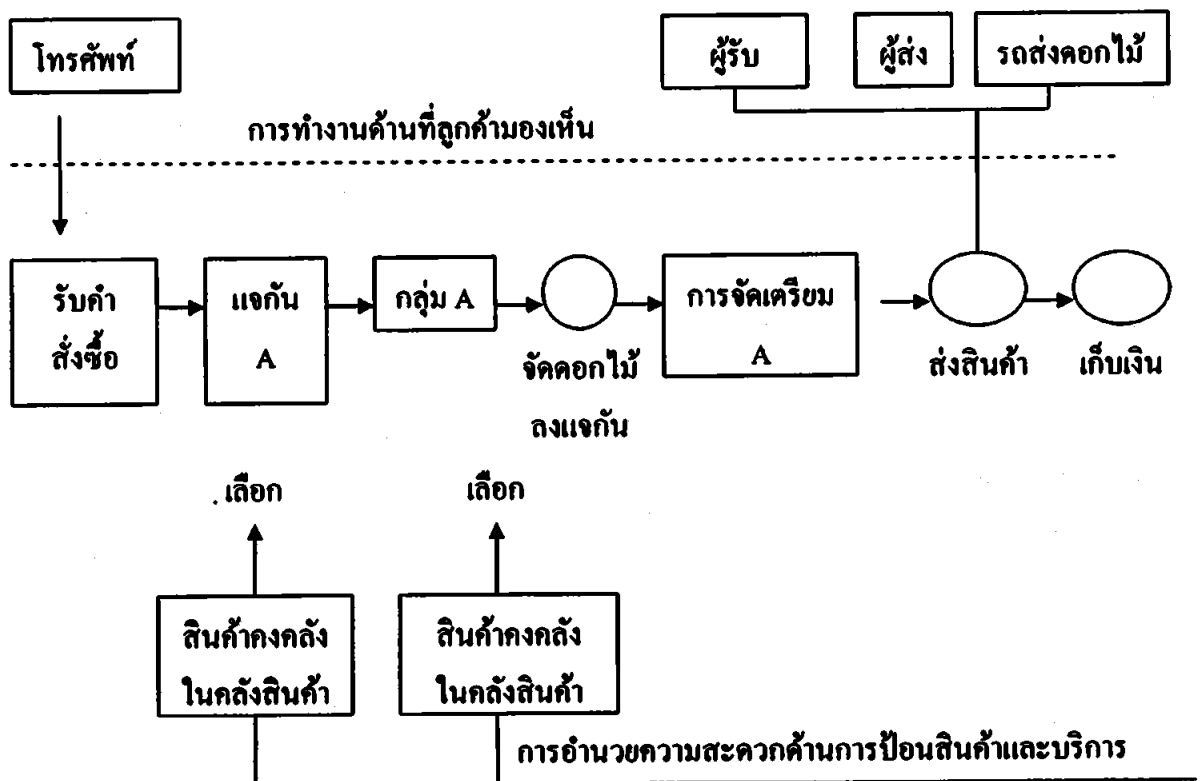 โทรศัพท์
ผู้รับ
ผู้ส่ง
รถส่งดอกไม้
การทำงานด้านที่ลูกค้ามองเห็น
รับคำ
สั่งซื้อ
แจกัน
A
กลุ่ม A
จัดดอกไม้
ลงแจกัน
การจัดเตรียม
A
ส่งสินค้า
เก็บเงิน
เลือก
เลือก
สินค้าคงคลัง
ในคลังสินค้า
สินค้าคงคลัง
ในคลังสินค้า
การอำนวยความสะดวกด้านการป้อนสินค้าและบริการ